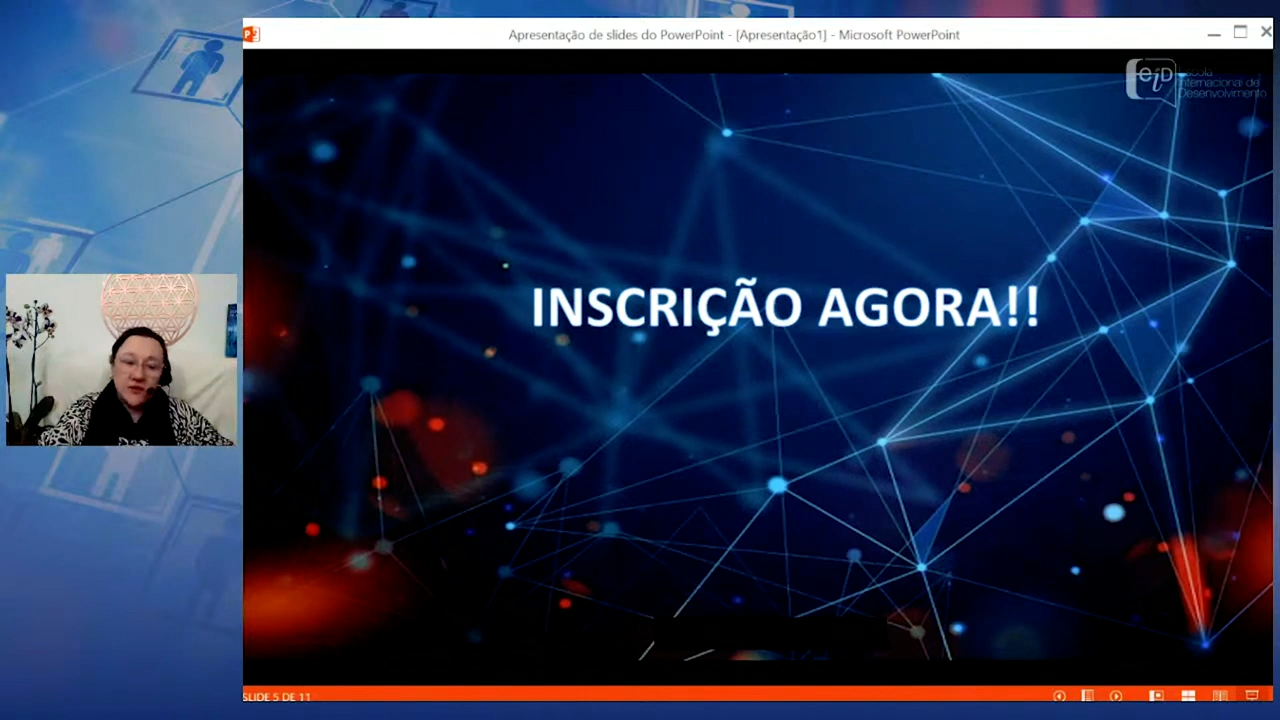 Apresentação de slides do PowerPoint - [Apresentação1] - Microsoft PowerPoint
eiD
Escola
Internacional de
Desenvolvimento
INSCRIÇÃO AGORA!!
SLIDE 5 DE 11